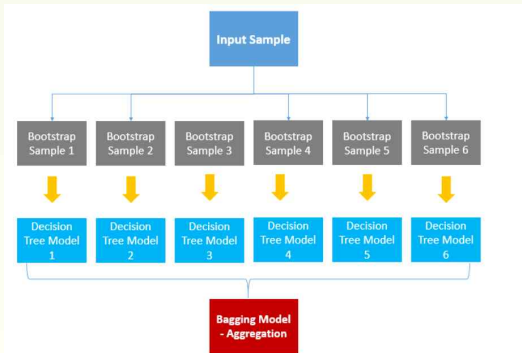 Input Sample
Bootstrap
Sample 1
Bootstrap
Sample 2
Bootstrap
Sample 3
Bootstrap
Sample 4
Bootstrap
Sample 5
Bootstrap
Sample 6
Decision
Tree Model
1
Decision
Tree Model
2
Decision
Tree Model
3
Decision
Tree Model
4
Decision
Tree Model
5
Decision
Tree Model
6
Bagging Model
- Aggregation